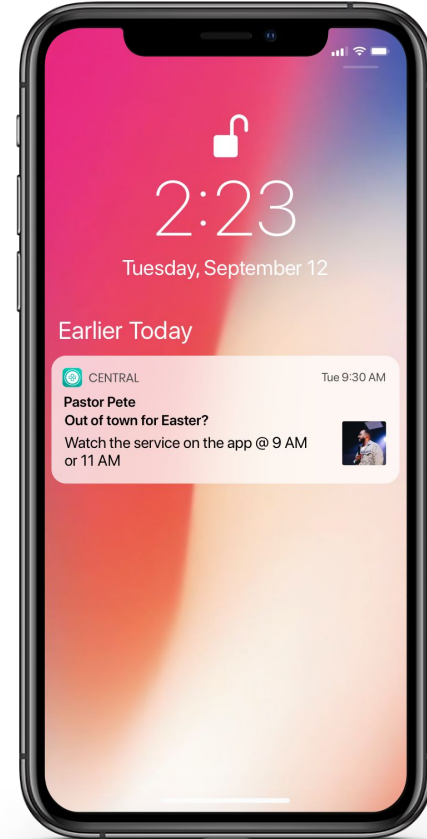 2:23
Tuesday, September 12
Earlier Today
CENTRAL Tue 9:30 AM
Pastor Pete
Out of town for Easter?
Watch the service on the app @ 9 AM
or 11 AM